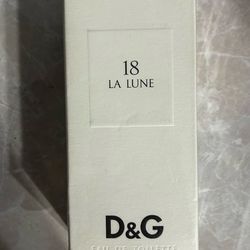 18
LA LUNE
D&G
EAU DE TOILETTE